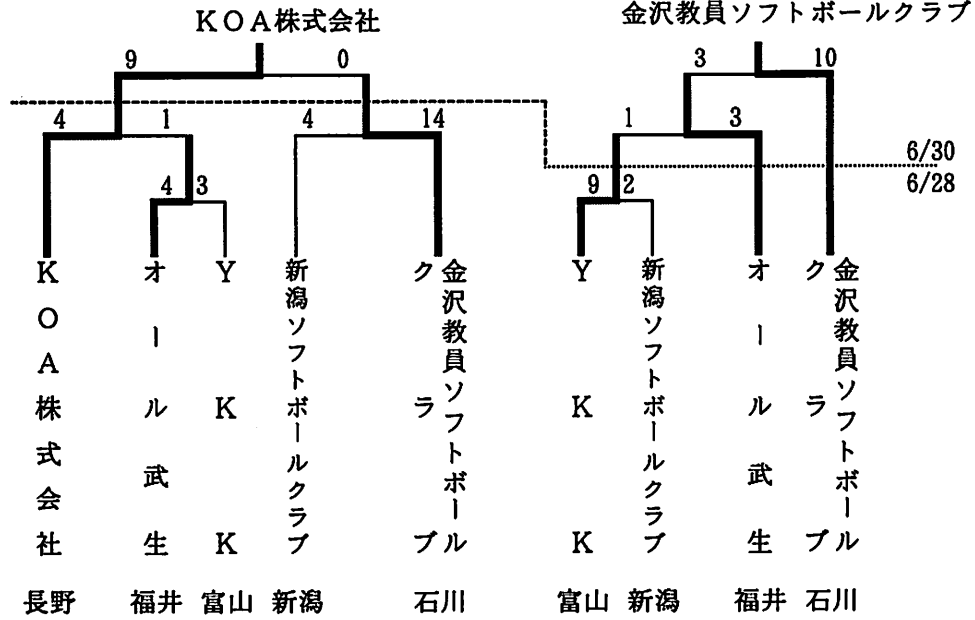 KOA株式会社
金沢教員ソフトボールクラブ
9
0
3
10
4
1
4
14
1
3
6/30
6/28
4
3
9
2
KOA株式会社
オール武生
YKK
新潟ソフトボールクラブ
金沢教員ソフトボール
クラブ
YKK
新潟ソフトボールクラブ
オール武生
金沢教員ソフトボール
クラブ
長野
福井
富山
新潟
石川
富山
新潟
福井
石川